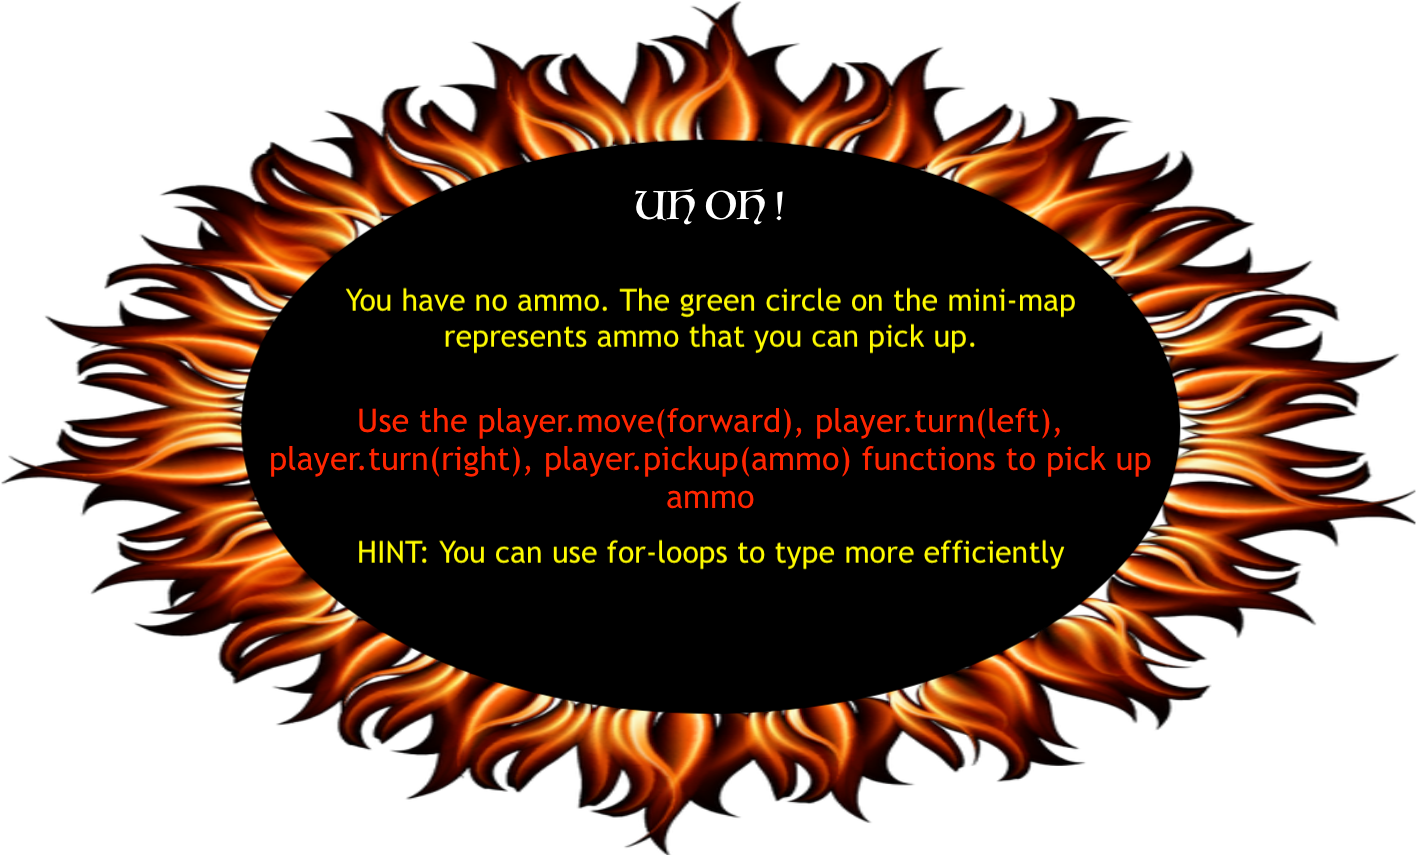 UH OH !
You have no ammo. The green circle on the mini-map
represents ammo that you can pick up.
Use the player.move(forward), player.turn(left),
player.turn(right), player.pickup(ammo) functions to pick up
ammo
HINT: You can use for-loops to type more efficiently